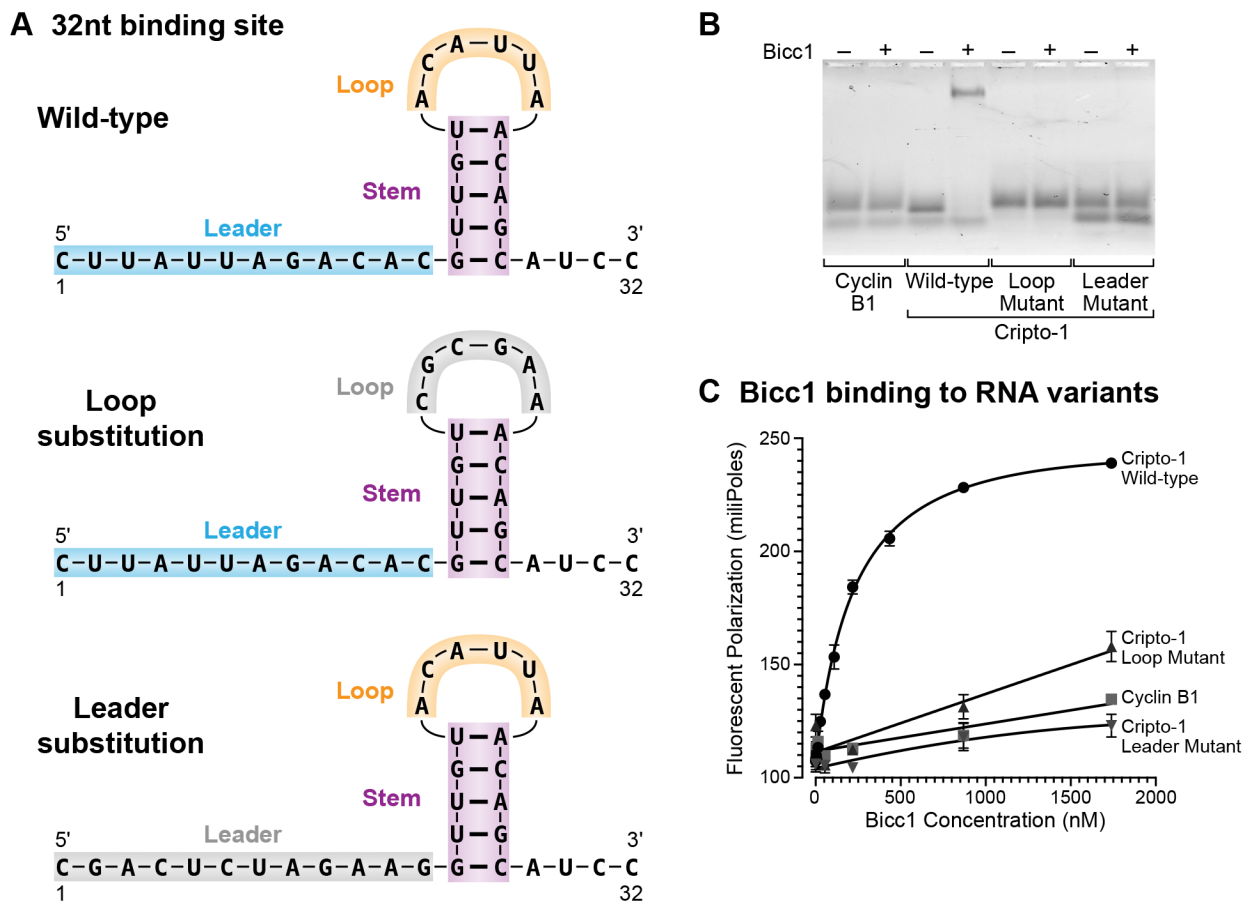 A 32nt binding site
Wild-type
Loop
A C–A–U U A
U–A
G–C
U–A
Stem
U–G
Leader
5'
3'
C–U–U–A–U–U–A–G–A–C–A–C–G–C–A–U–C–C
1
32
Loop
substitution
Loop
C G–C–G A A
U–A
G–C
U–A
Stem
U–G
Leader
5'
3'
C–U–U–A–U–U–A–G–A–C–A–C–G–C–A–U–C–C
1
32
Leader
substitution
Loop
A C–A–U U A
U–A
G–C
U–A
Stem
U–G
Leader
5'
3'
C–G–A–C–U–C–U–A–G–A–A–G–G–C–A–U–C–C
1
32
B
Bicc1 – + – + – + – +
Cyclin B1
Wild-type
Loop Mutant
Leader Mutant
Cripto-1
C Bicc1 binding to RNA variants
Fluorescent Polarization (miliPoles)
250
200
150
100
Cripto-1
Wild-type
Cripto-1
Loop Mutant
Cyclin B1
Cripto-1
Leader Mutant
0 500 1000 1500 2000
Bicc1 Concentration (nM)